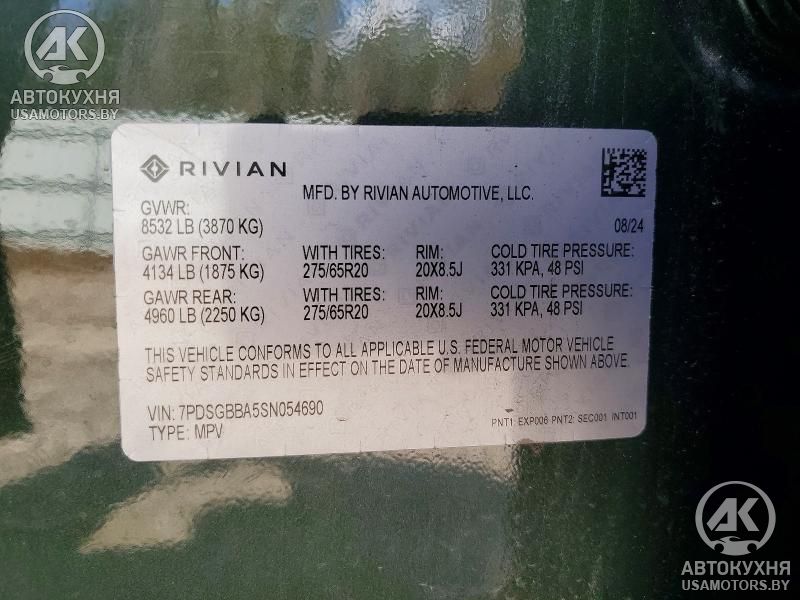 АВТОКУХНЯ
USAMOTORS.BY
RIVIAN
MFD. BY RIVIAN AUTOMOTIVE, LLC.
GVWR:
8532 LB (3870 KG) 08/24
GAWR FRONT: WITH TIRES: RIM: COLD TIRE PRESSURE:
4134 LB (1875 KG) 275/65R20 20X8.5J 331 KPA, 48 PSI
GAWR REAR: WITH TIRES: RIM: COLD TIRE PRESSURE:
4960 LB (2250 KG) 275/65R20 20X8.5J 331 KPA, 48 PSI
THIS VEHICLE CONFORMS TO ALL APPLICABLE U.S. FEDERAL MOTOR VEHICLE
SAFETY STANDARDS IN EFFECT ON THE DATE OF MANUFACTURE SHOWN ABOVE.
VIN: 7PDSGBBA5SN054690
TYPE: MPV
PNT1: EXP006 PNT2: SEC001 INT001
АК
АВТОКУХНЯ
USAMOTORS.BY